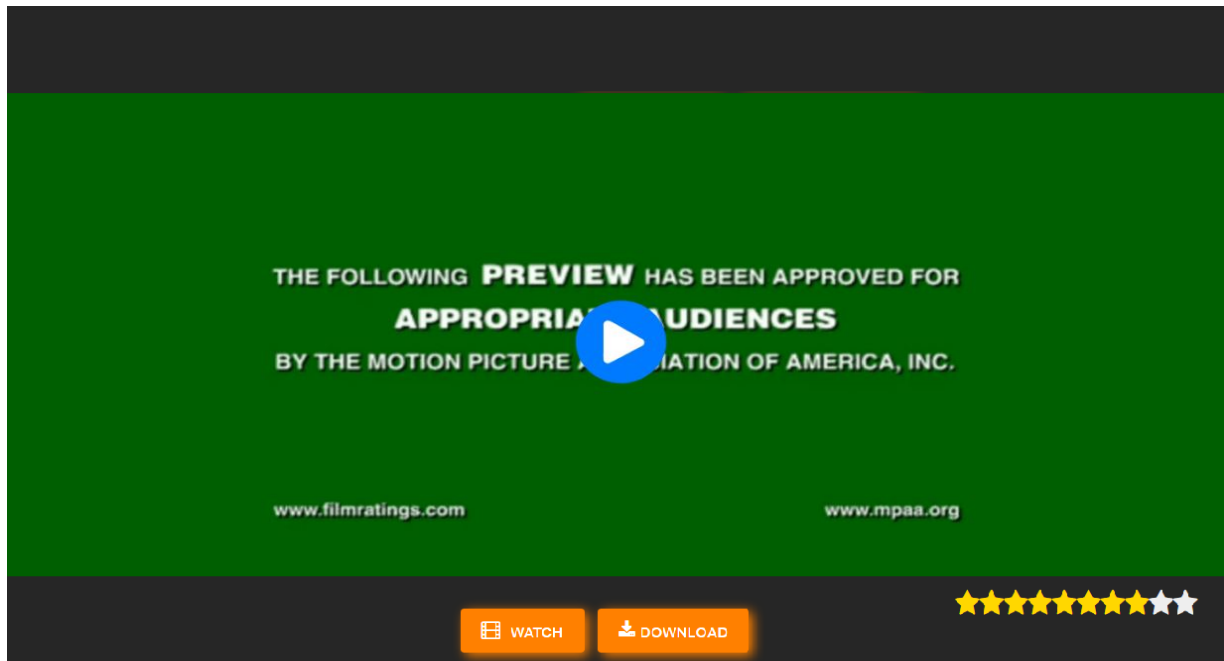 THE FOLLOWING PREVIEW HAS BEEN APPROVED FOR
BY THE MOTION PICTURE OF AMERICA, INC.
www.filmratings.com www.mpaa.org
WATCH DOWNLOAD